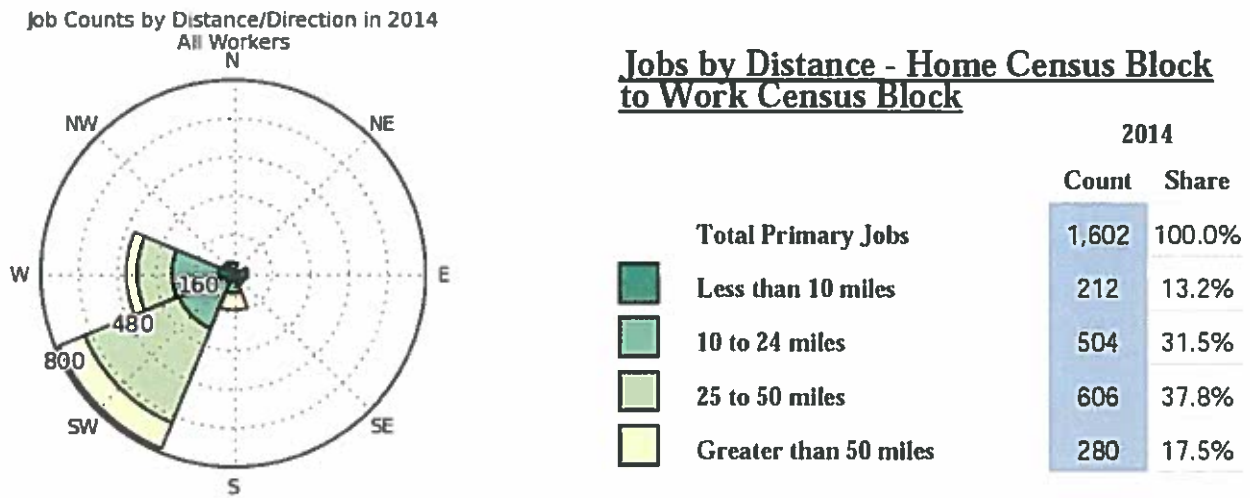 Job Counts by Distance/Direction in 2014
All Workers
N
NW
NE
W
160
E
480
800
SW
SE
S
Jobs by Distance - Home Census Block
to Work Census Block
2014
Count Share
Total Primary Jobs 1,602 100.0%
Less than 10 miles 212 13.2%
10 to 24 miles 504 31.5%
25 to 50 miles 606 37.8%
Greater than 50 miles 280 17.5%